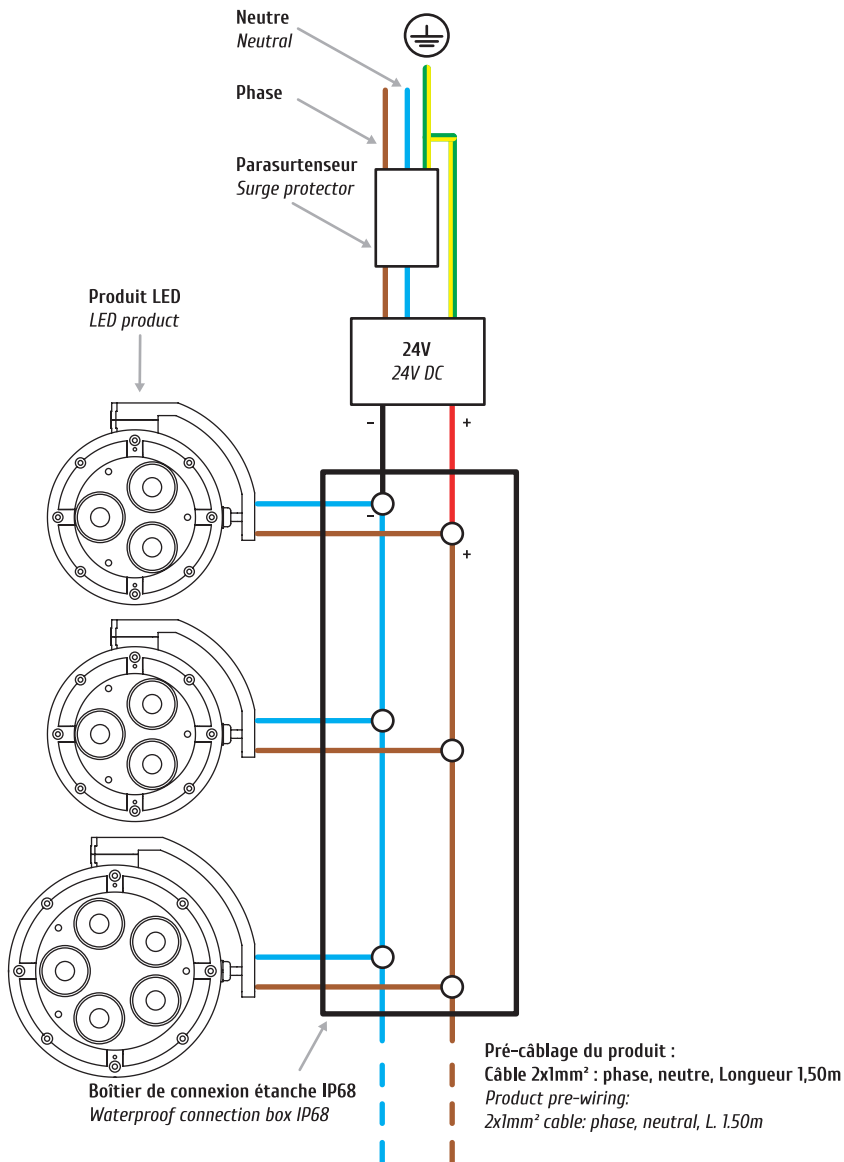 Neutre
Neutral
Phase
Parasurtenseur
Surge protector
Produit LED
LED product
24V
24V DC
- +
-
+
Pré-câblage du produit :
Câble 2x1mm² : phase, neutre, Longueur 1,50m
Product pre-wiring:
2x1mm² cable: phase, neutral, L. 1.50m
Boîtier de connexion étanche IP68
Waterproof connection box IP68